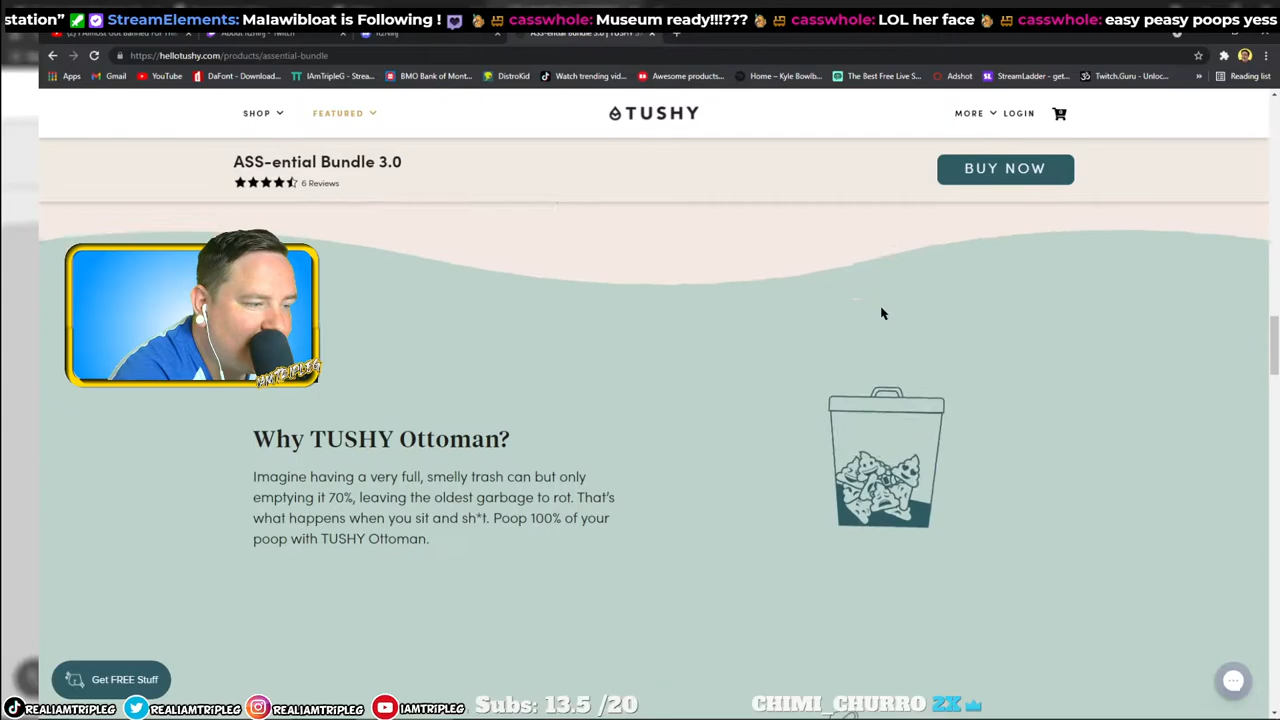 station” StreamElements: Malawibloat is Following ! casswhole: Museum ready!!!??? casswhole: LOL her face casswhole: easy peasy poops yess
https://hellotushy.com/products/assential-bundle
Apps Gmail YouTube DaFont - Download... IAmTripleG - Strea... BMO Bank of Mont... DistroKid Watch trending vid... Awesome products... Home – Kyle Bowlb... The Best Free Live S... Adshot StreamLadder - get... Twitch.Guru - Unloc... » Reading list
SHOP FEATURED TUSHY MORE LOGIN
ASS-ential Bundle 3.0
6 Reviews
BUY NOW
IAMTRIPLEG
Why TUSHY Ottoman?
Imagine having a very full, smelly trash can but only
emptying it 70%, leaving the oldest garbage to rot. That’s
what happens when you sit and sh*t. Poop 100% of your
poop with TUSHY Ottoman.
Get FREE Stuff
REALIAMTRIPLEG REALIAMTRIPLEG REALIAMTRIPLEG IAMTRIPLEG Subs: 13.5 /20 CHIMI_CHURRO 2X